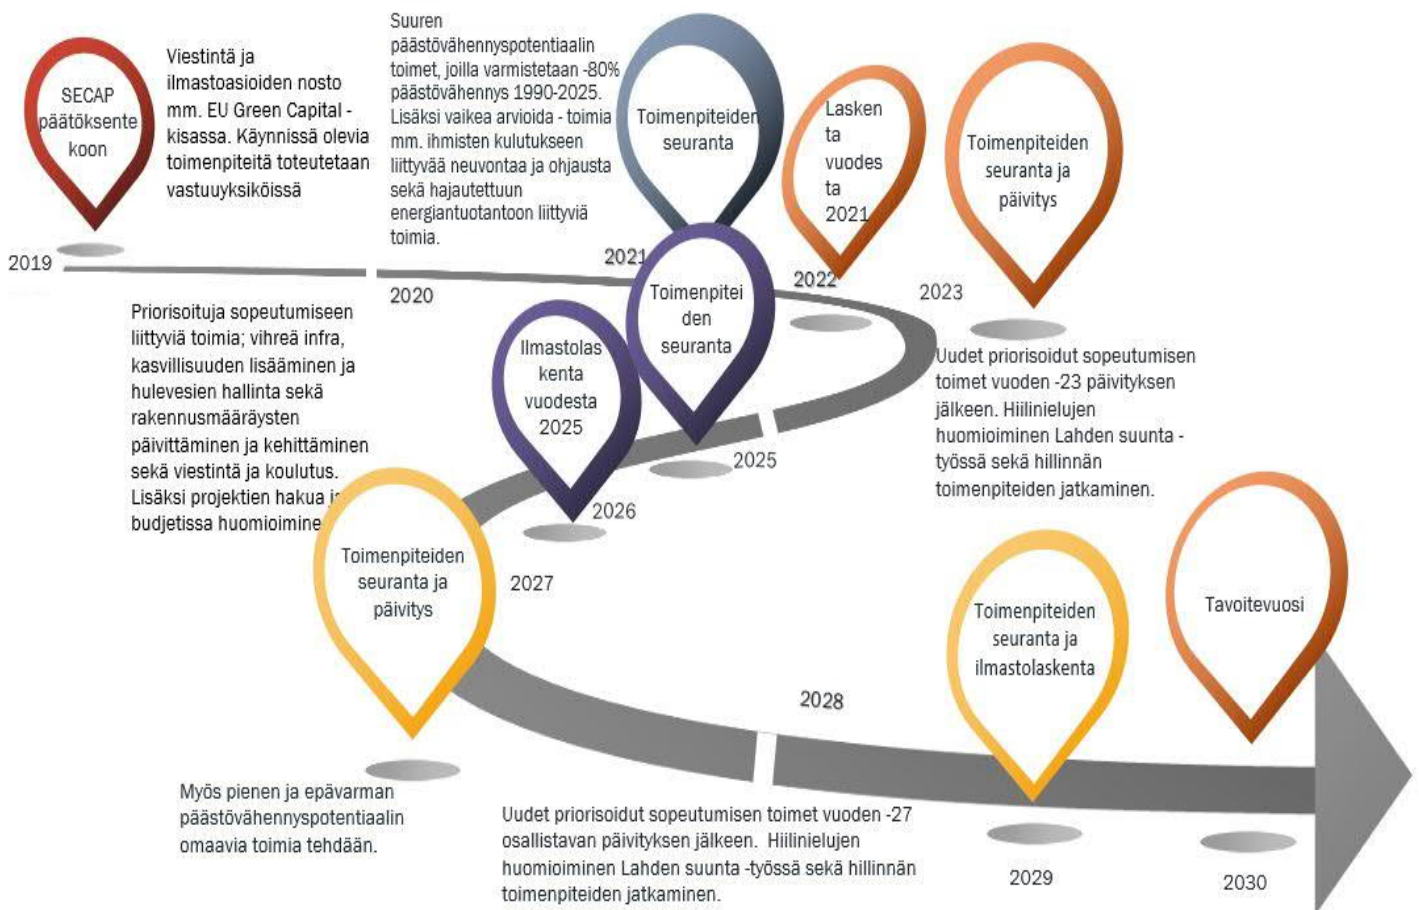 SECAP
päätöksente
koon
Viestintä ja
ilmastoasioiden nosto
mm. EU Green Capital -
kisassa. Käynnissä olevia
toimenpiteitä toteutetaan
vastuuyksiköissä
Suuren
päästövähennyspotentiaalin
toimet, joilla varmistetaan -80%
päästövähennys 1990-2025.
Lisäksi vaikea arvioida - toimia
mm. ihmisten kulutukseen
liittyvää neuvontaa ja ohjausta
sekä hajautettuun
energiantuotantoon liittyviä
toimia.
Toimenpiteiden
seuranta
Lasken
ta
vuodes
ta
2021
Toimenpiteiden
seuranta ja
päivitys
2019
2020
2021
2022
2023
Priorisoituja sopeutumiseen
liittyviä toimia; vihreä infra,
kasvillisuuden lisääminen ja
hulevesien hallinta sekä
rakennusmääräysten
päivittäminen ja kehittäminen
sekä viestintä ja koulutus.
Lisäksi projektien hakua
budjetissa huomioimine
Ilmastolas
kenta
vuodesta
2025
Toimenpitei
den
seuranta
Uudet priorisoidut sopeutumisen
toimet vuoden -23 päivityksen
jälkeen. Hiilinielujen
huomioiminen Lahden suunta -
työssä sekä hillinnän
toimenpiteiden jatkaminen.
2025
2026
2027
Toimenpiteiden
seuranta ja
päivitys
Toimenpiteiden
seuranta ja
ilmastolaskenta
Tavoitevuosi
2028
Myös pienen ja epävarman
päästövähennyspotentiaalin
omaavia toimia tehdään.
Uudet priorisoidut sopeutumisen toimet vuoden -27
osallistavan päivityksen jälkeen. Hiilinielujen
huomioiminen Lahden suunta -työssä sekä hillinnän
toimenpiteiden jatkaminen.
2029
2030